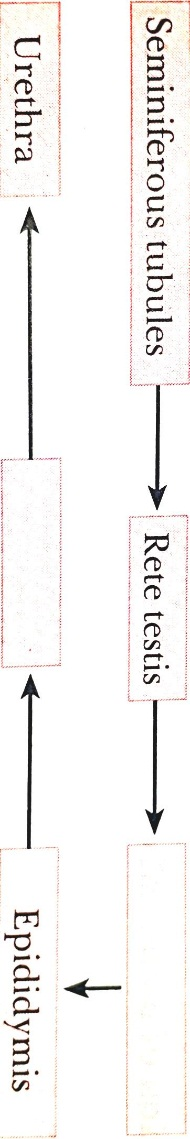 Seminiferous tubules
Rete testis
Epididymis
Urethra